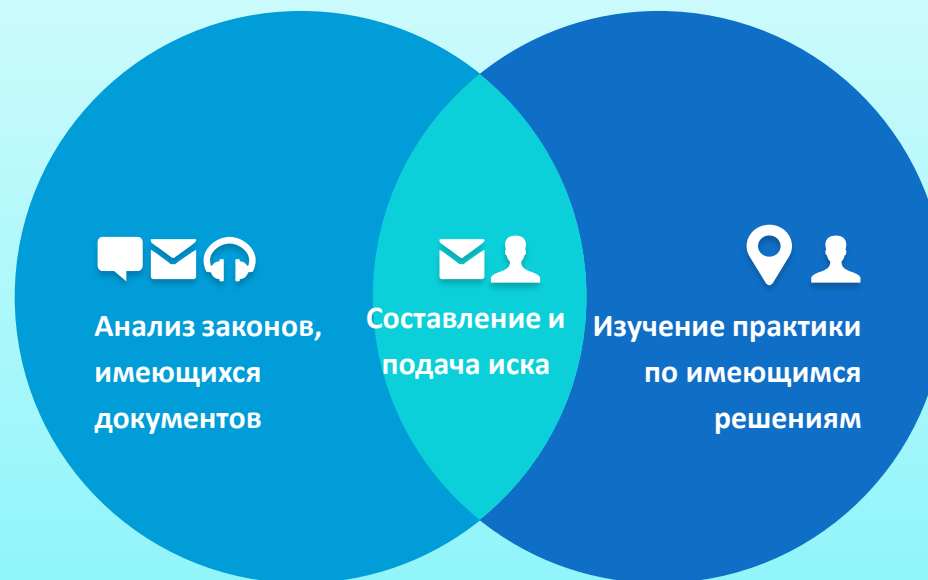 Анализ законов,
имеющихся
документов
Составление и
подача иска
Изучение практики
по имеющимся
решениям